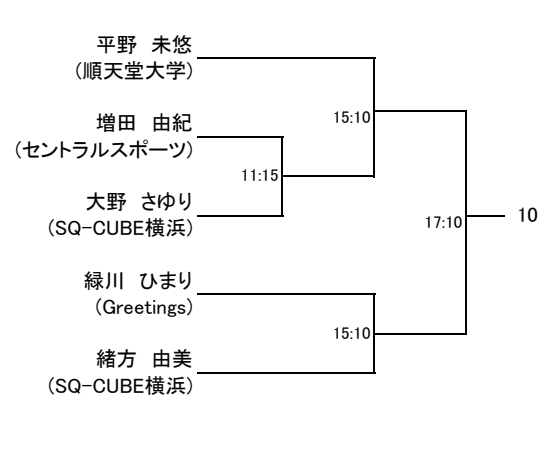 平野　未悠
(順天堂大学)
15:10
増田　由紀
(セントラルスポーツ)
11:15
大野　さゆり
(SQ-CUBE横浜)
17:10
10
緑川　ひまり
(Greetings)
15:10
緒方　由美
(SQ-CUBE横浜)